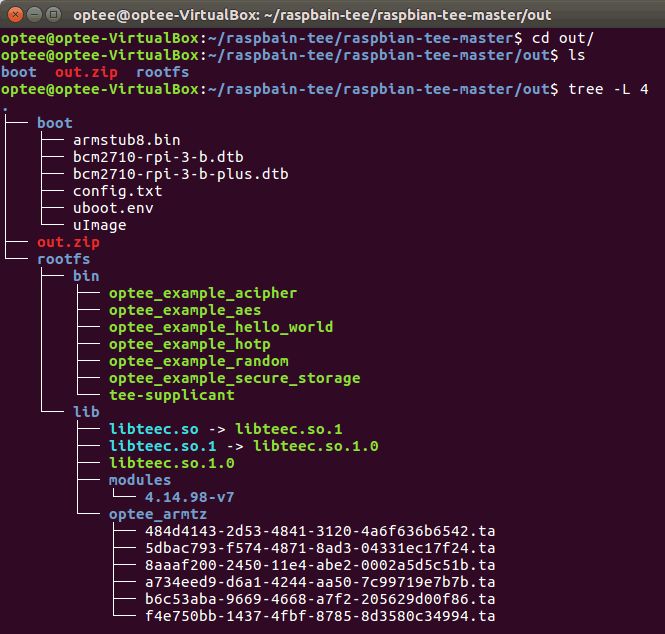 optee@optee-VirtualBox: ~/raspbain-tee/raspbian-tee-master/out
optee@optee-VirtualBox:~/raspbain-tee/raspbian-tee-master$ cd out/
optee@optee-VirtualBox:~/raspbain-tee/raspbian-tee-master/out$ ls
boot  out.zip  rootfs
optee@optee-VirtualBox:~/raspbain-tee/raspbian-tee-master/out$ tree -L 4
.
├── boot
│   ├── armstub8.bin
│   ├── bcm2710-rpi-3-b.dtb
│   ├── bcm2710-rpi-3-b-plus.dtb
│   ├── config.txt
│   ├── uboot.env
│   └── uImage
├── out.zip
└── rootfs
    ├── bin
    │   ├── optee_example_acipher
    │   ├── optee_example_aes
    │   ├── optee_example_hello_world
    │   ├── optee_example_hotp
    │   ├── optee_example_random
    │   ├── optee_example_secure_storage
    │   └── tee-supplicant
    └── lib
        ├── libteec.so -> libteec.so.1
        ├── libteec.so.1 -> libteec.so.1.0
        ├── libteec.so.1.0
        ├── modules
        │   └── 4.14.98-v7
        └── optee_armtz
            ├── 484d4143-2d53-4841-3120-4a6f636b6542.ta
            ├── 5dbac793-f574-4871-8ad3-04331ec17f24.ta
            ├── 8aaaf200-2450-11e4-abe2-0002a5d5c51b.ta
            ├── a734eed9-d6a1-4244-aa50-7c99719e7b7b.ta
            ├── b6c53aba-9669-4668-a7f2-205629d00f86.ta
            └── f4e750bb-1437-4fbf-8785-8d3580c34994.ta